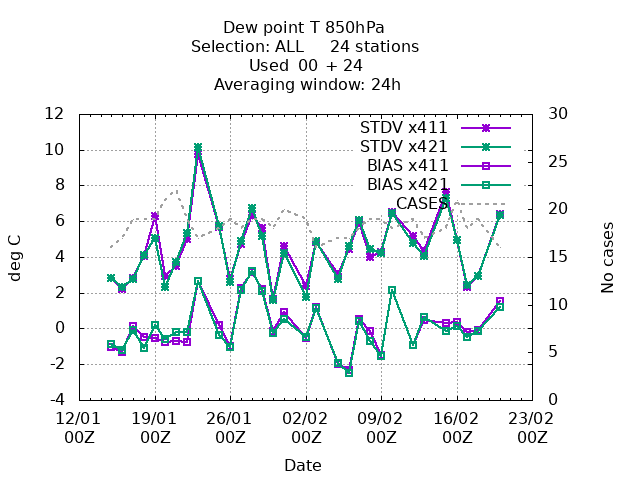 Dew point T 850hPa
Selection: ALL 24 stations
Used 00 + 24
Averaging window: 24h
12 30
10 25
8 20
6 15
4 10
2 5
0 0
-2
-4
STDV x411
STDV x421
BIAS x411
BIAS x421
CASES
deg C
No cases
12/01 19/01 26/01 02/02 09/02 16/02 23/02
00Z 00Z 00Z 00Z 00Z 00Z 00Z
Date